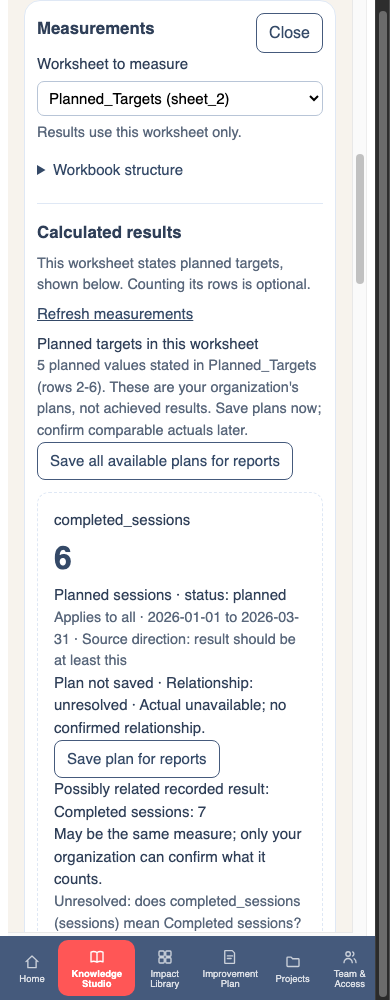 Measurements
Close
Worksheet to measure
Planned_Targets (sheet_2)
Results use this worksheet only.
Workbook structure
Calculated results
This worksheet states planned targets,
shown below. Counting its rows is optional.
Refresh measurements
Planned targets in this worksheet
5 planned values stated in Planned_Targets
(rows 2-6). These are your organization's
plans, not achieved results. Save plans now;
confirm comparable actuals later.
Save all available plans for reports
completed_sessions
6
Planned sessions · status: planned
Applies to all · 2026-01-01 to 2026-03-
31 · Source direction: result should be
at least this
Plan not saved · Relationship:
unresolved · Actual unavailable; no
confirmed relationship.
Save plan for reports
Possibly related recorded result:
Completed sessions: 7
May be the same measure; only your
organization can confirm what it
counts.
Unresolved: does completed_sessions
(sessions) mean Completed sessions?
Home
Knowledge
Studio
Impact
Library
Improvement
Plan
Projects
Team &
Access